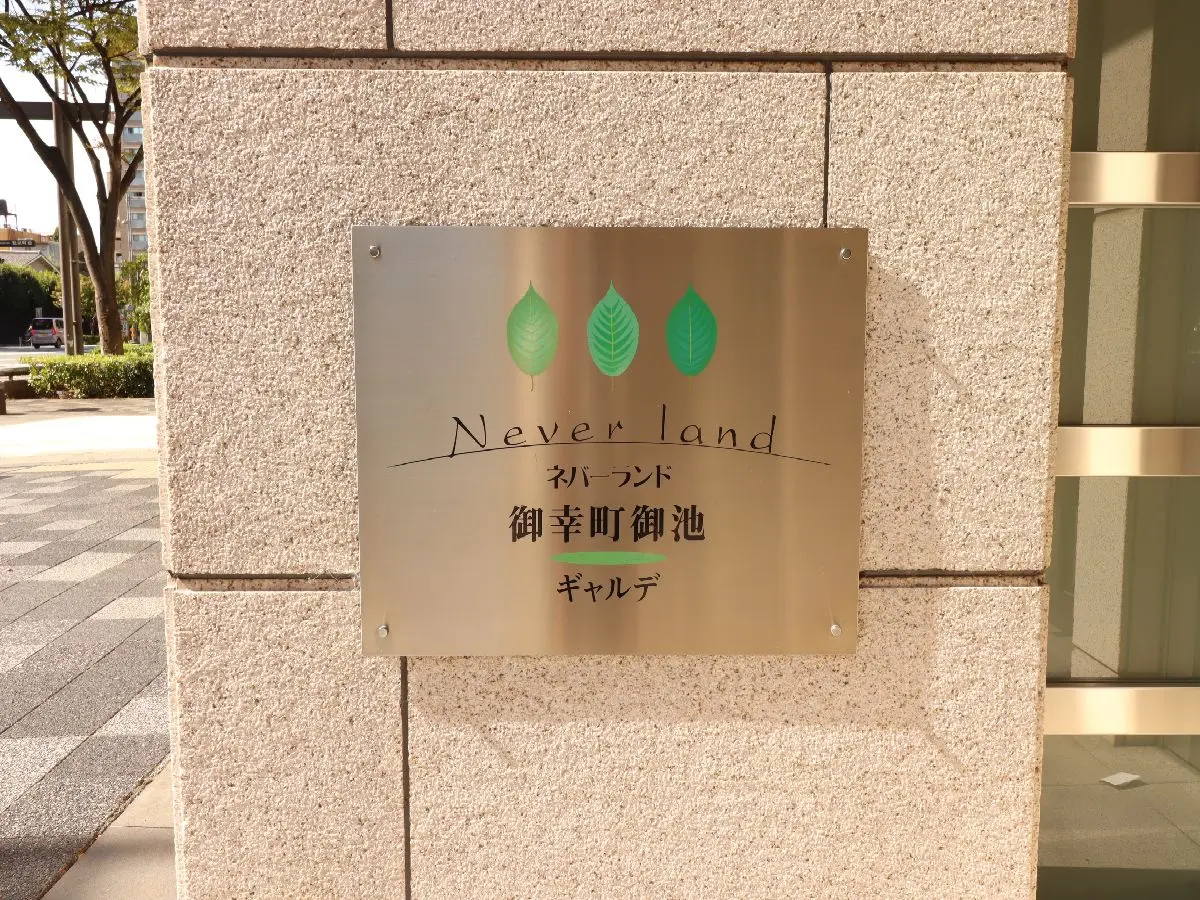 Never land
ネバーランド
御幸町御池
ギャルデ